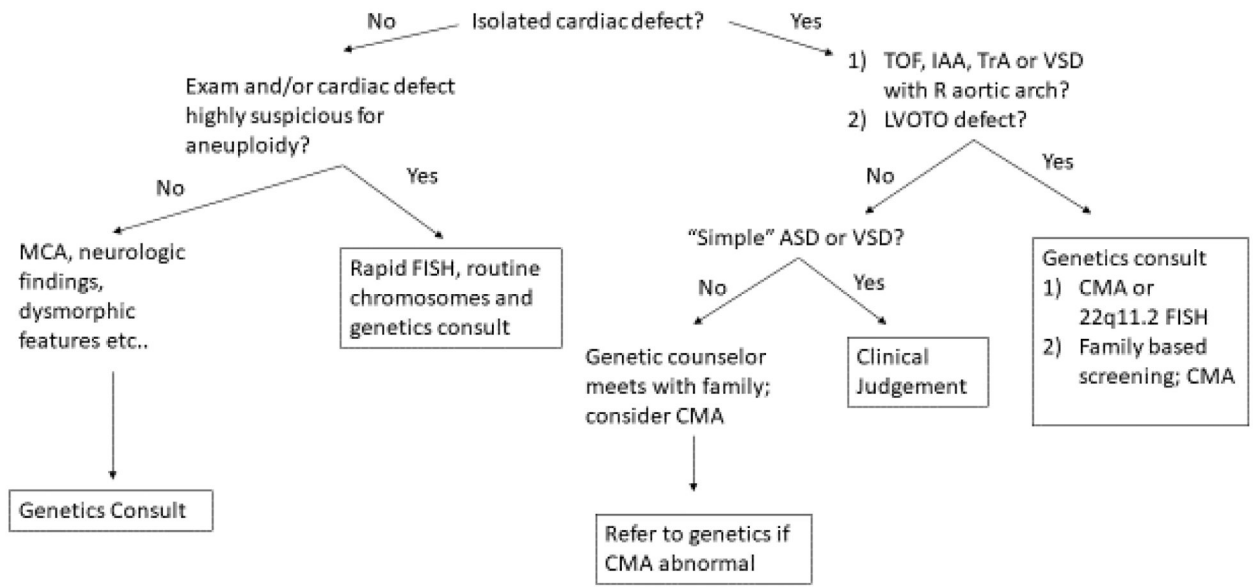 Isolated cardiac defect?
No
Yes
Exam and/or cardiac defect
highly suspicious for
aneuploidy?
1) TOF, IAA, TrA or VSD
with R aortic arch?
2) LVOTO defect?
No
Yes
No
Yes
MCA, neurologic
findings,
dysmorphic
features etc..
Rapid FISH, routine
chromosomes and
genetics consult
"Simple" ASD or VSD?
Genetics consult
1) CMA or
22q11.2 FISH
2) Family based
screening; CMA
No
Yes
Genetic counselor
meets with family;
consider CMA
Clinical
Judgement
Genetics Consult
Refer to genetics if
CMA abnormal